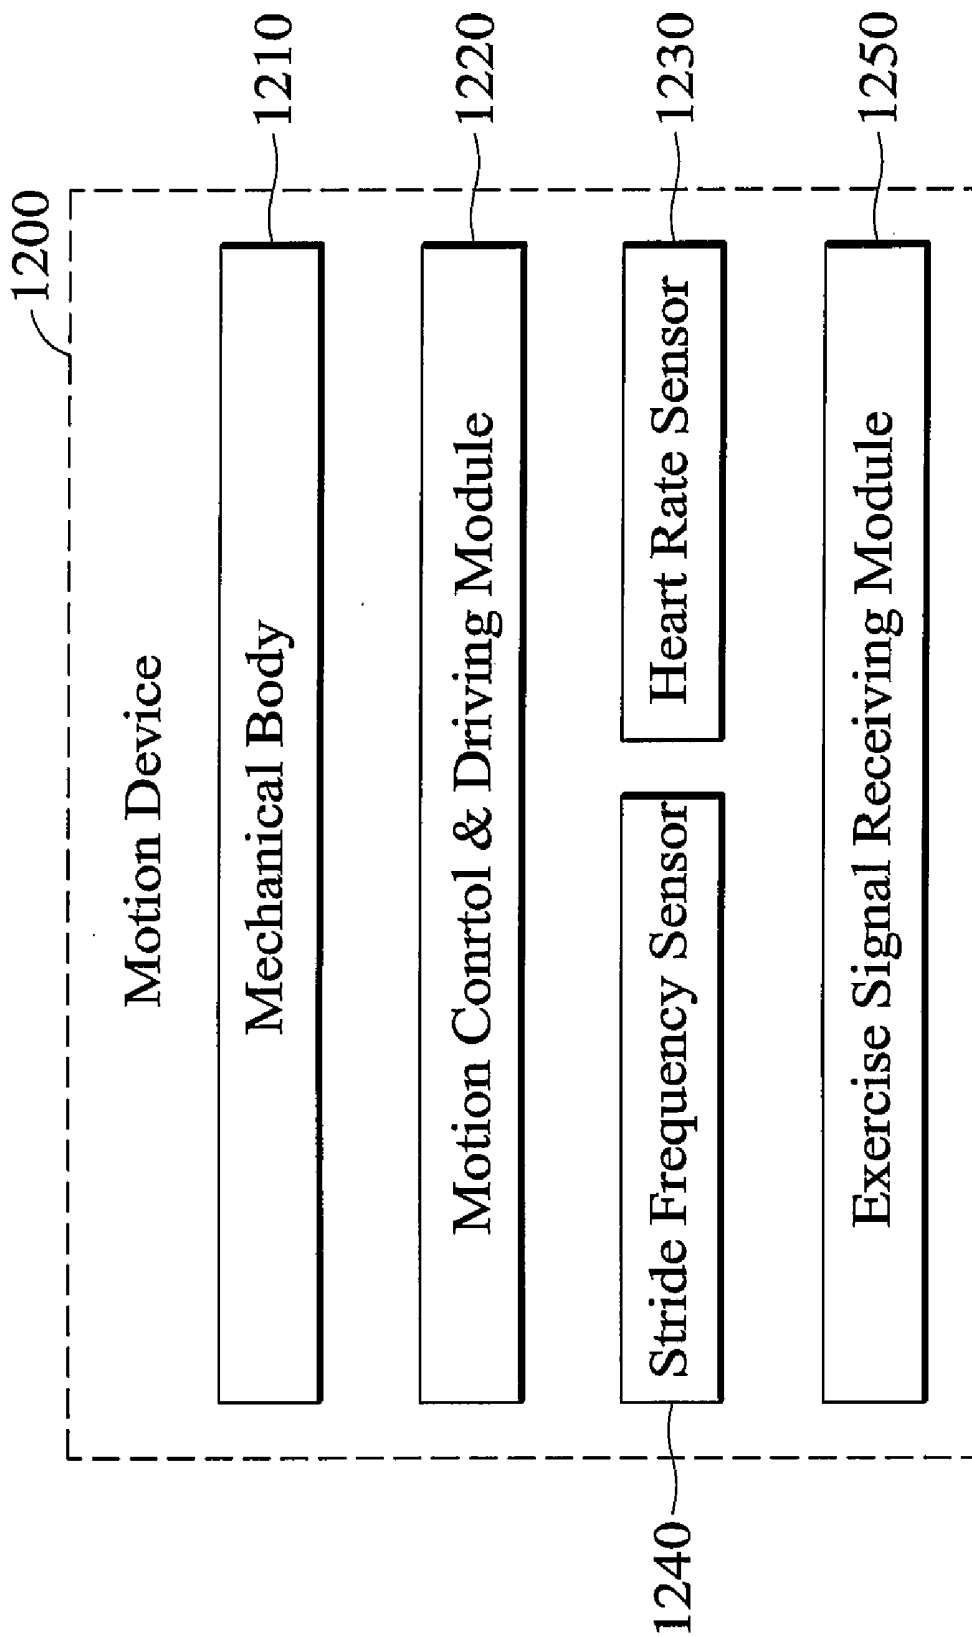 1200
Motion Device
Mechanical Body
1210
Motion Conrtol & Driving Module
1220
Stride Frequency Sensor
Heart Rate Sensor
1230
1240
Exercise Signal Receiving Module
1250